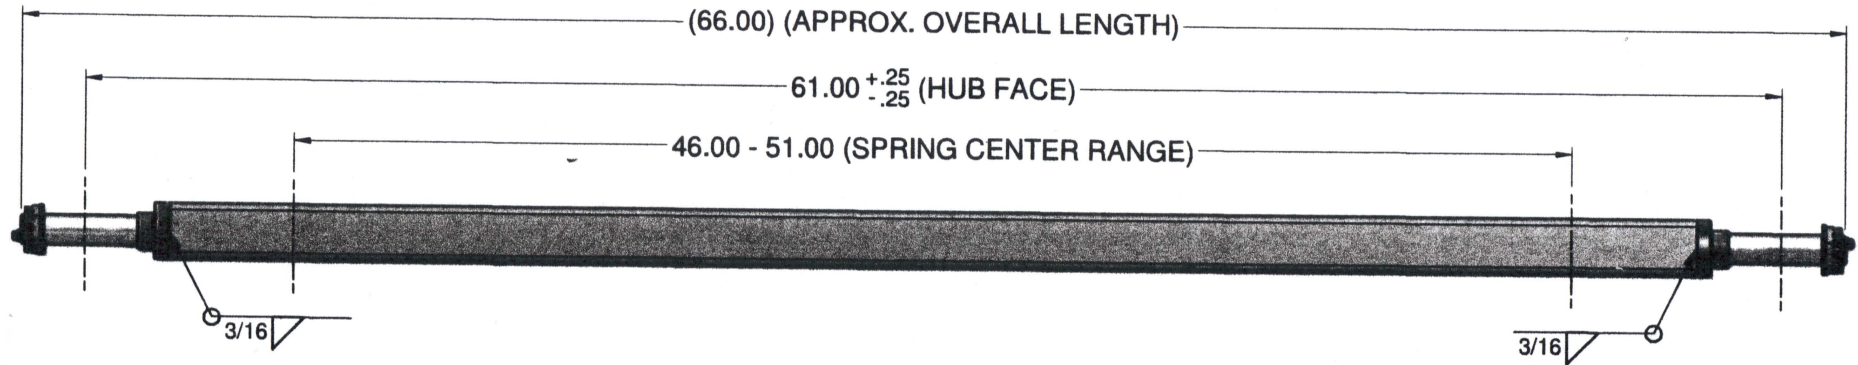 (66.00) (APPROX. OVERALL LENGTH)
61.00 +.25 -.25 (HUB FACE)
46.00 - 51.00 (SPRING CENTER RANGE)
3/16
3/16